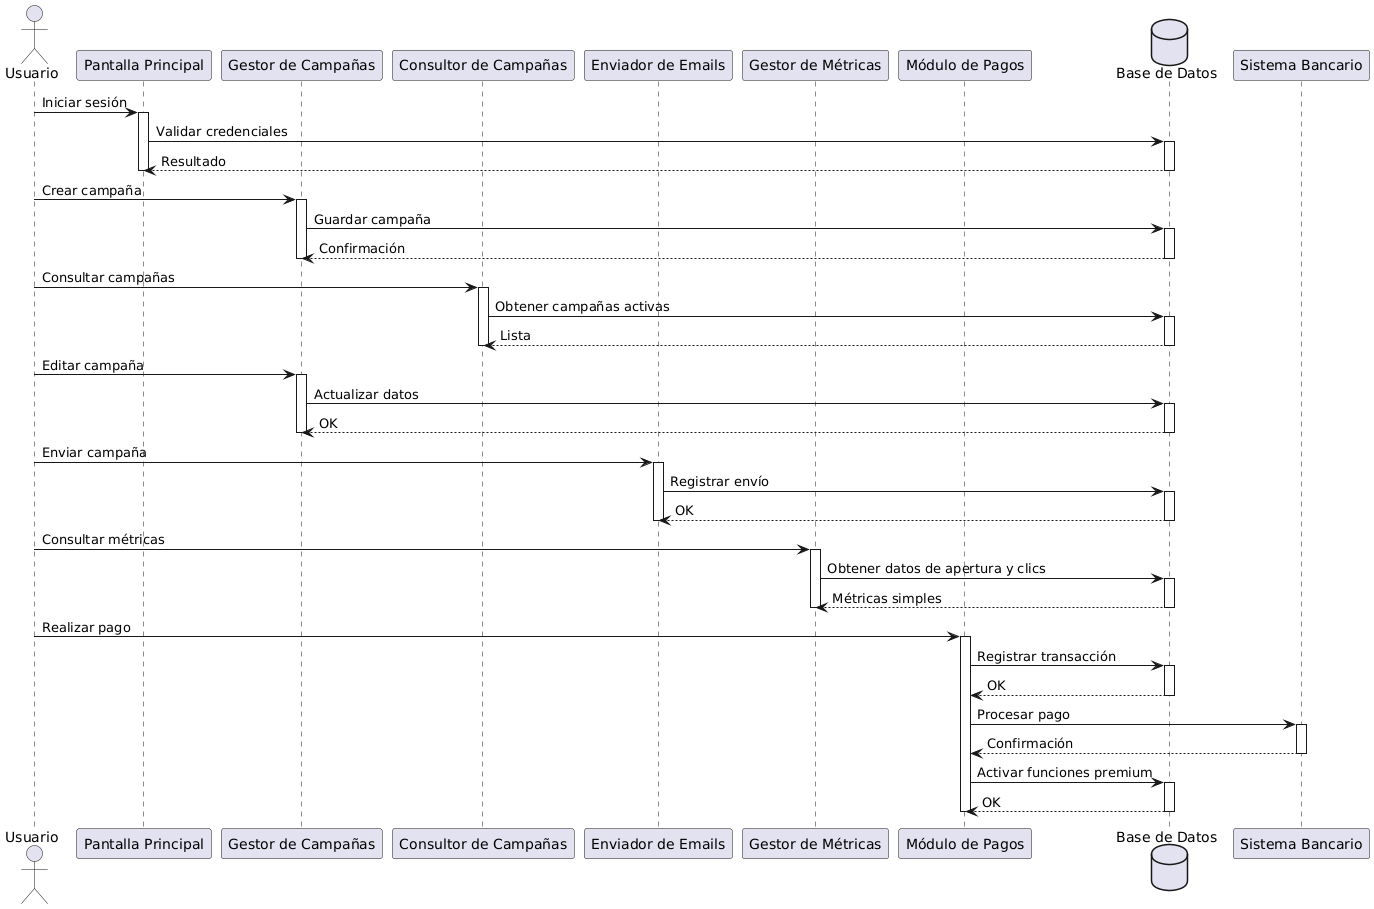 Usuario
Pantalla Principal
Gestor de Campañas
Consultor de Campañas
Enviador de Emails
Gestor de Métricas
Módulo de Pagos
Base de Datos
Sistema Bancario
Iniciar sesión
Validar credenciales
Resultado
Crear campaña
Guardar campaña
Confirmación
Consultar campañas
Obtener campañas activas
Lista
Editar campaña
Actualizar datos
OK
Enviar campaña
Registrar envío
OK
Consultar métricas
Obtener datos de apertura y clics
Métricas simples
Realizar pago
Registrar transacción
OK
Procesar pago
Confirmación
Activar funciones premium
OK
Usuario
Pantalla Principal
Gestor de Campañas
Consultor de Campañas
Enviador de Emails
Gestor de Métricas
Módulo de Pagos
Base de Datos
Sistema Bancario